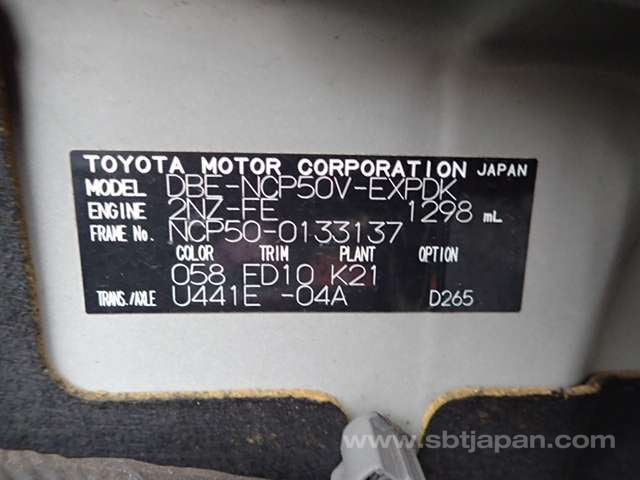 TOYOTA MOTOR CORPORATION JAPAN
MODEL DBE-NCP50V-EXPDK
ENGINE 2NZ-FE 1298 mL
FRAME No. NCP50-0133137
COLOR TRIM PLANT OPTION
058 FD10 K21
TRANS./AXLE U441E -04A D265
www.sbtjapan.com